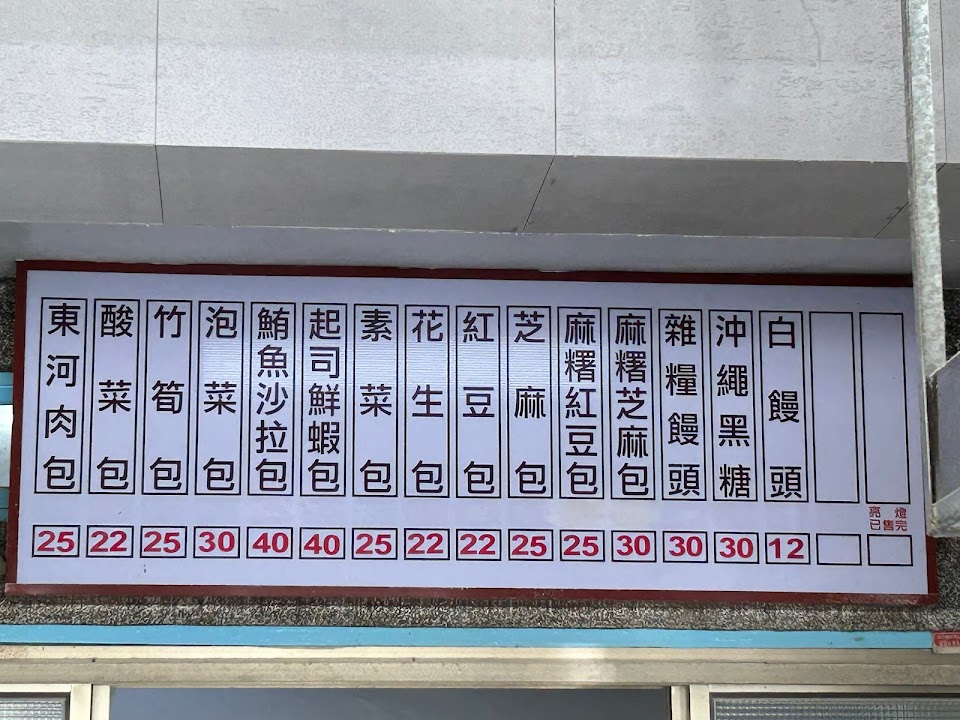 東河肉包 25
酸菜包 22
竹筍包 25
泡菜包 30
鮪魚沙拉包 40
起司鮮蝦包 40
素菜包 25
花生包 22
紅豆包 22
芝麻包 25
麻糬紅豆包 25
麻糬芝麻包 30
雜糧饅頭 30
沖繩黑糖 30
白饅頭 12
亮燈
已售完